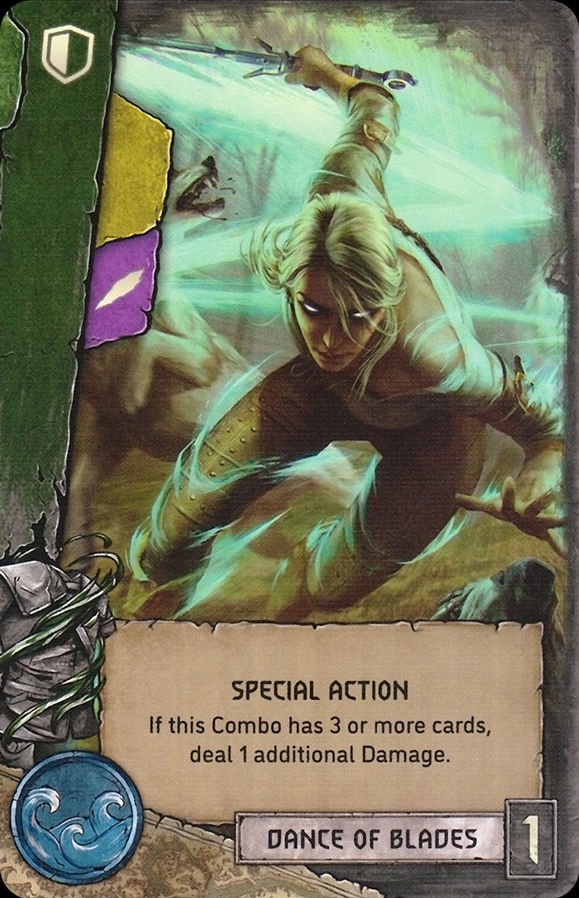 SPECIAL ACTION
If this Combo has 3 or more cards,
deal 1 additional Damage.
DANCE OF BLADES
1